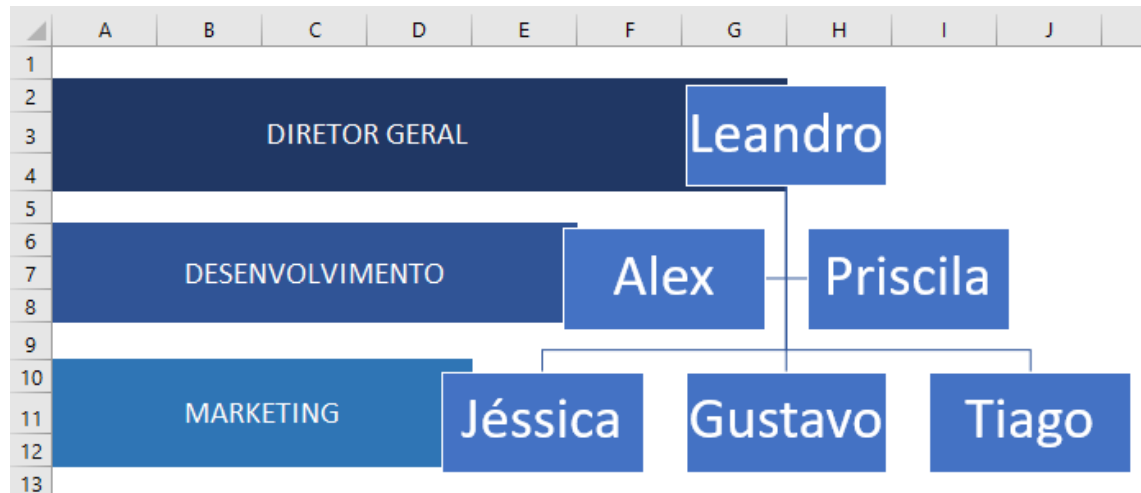 A B C D E F G H I J
1
2
3 DIRETOR GERAL Leandro
4
5
6
7 DESENVOLVIMENTO Alex Priscila
8
9
10
11 MARKETING Jéssica Gustavo Tiago
12
13